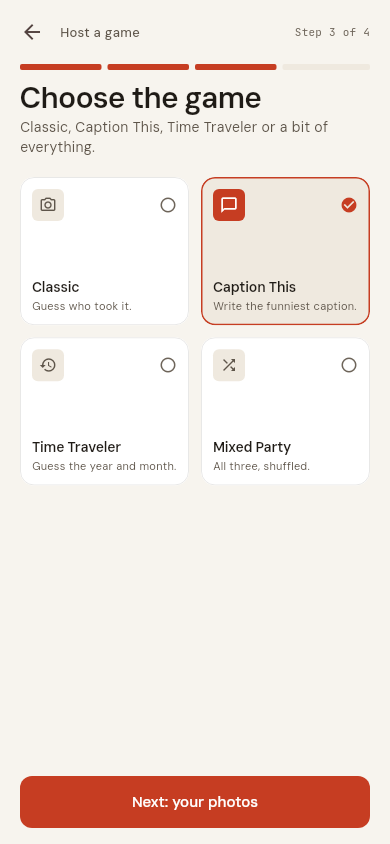 Host a game
Step 3 of 4
Choose the game
Classic, Caption This, Time Traveler or a bit of
everything.
Classic
Guess who took it.
Caption This
Write the funniest caption.
Time Traveler
Guess the year and month.
Mixed Party
All three, shuffled.
Next: your photos